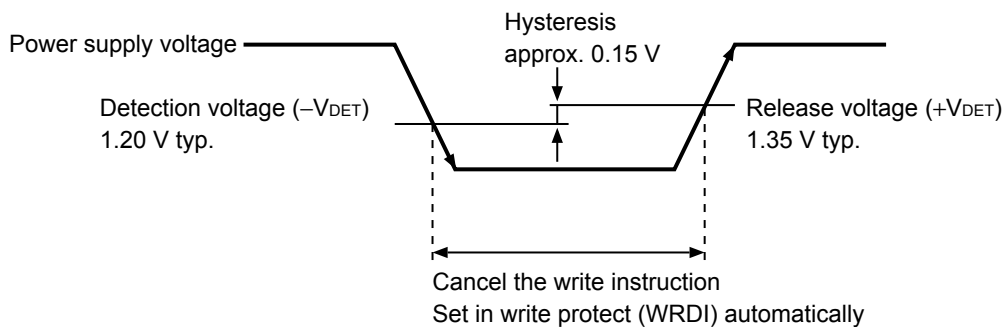 Hysteresis
approx. 0.15 V
Power supply voltage
Detection voltage (−VDET)
1.20 V typ.
Release voltage (+VDET)
1.35 V typ.
Cancel the write instruction
Set in write protect (WRDI) automatically